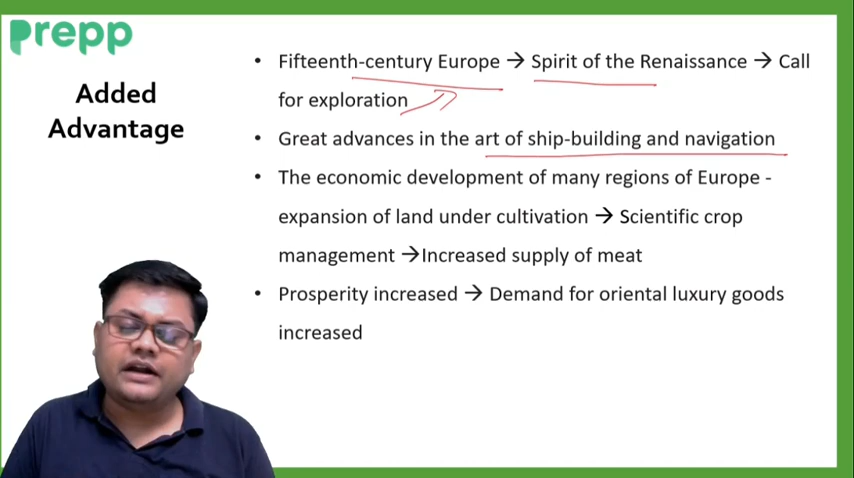 Prepp
Added
Advantage
• Fifteenth-century Europe → Spirit of the Renaissance → Call
for exploration
• Great advances in the art of ship-building and navigation
• The economic development of many regions of Europe -
expansion of land under cultivation → Scientific crop
management →Increased supply of meat
• Prosperity increased → Demand for oriental luxury goods
increased